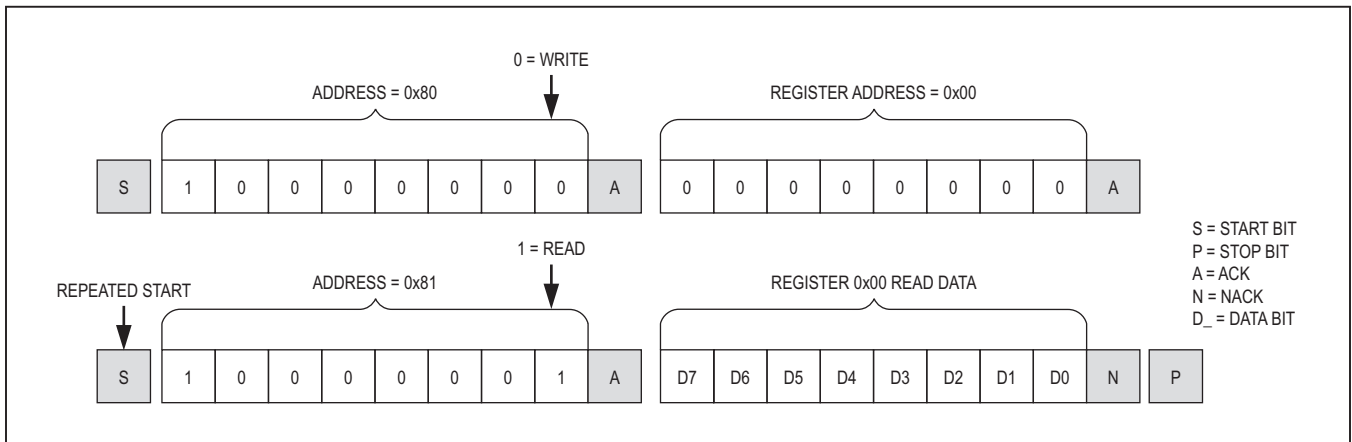 0 = WRITE
ADDRESS = 0x80
REGISTER ADDRESS = 0x00
S 1 0 0 0 0 0 0 0 A 0 0 0 0 0 0 0 0 A
1 = READ
REPEATED START
ADDRESS = 0x81
REGISTER 0x00 READ DATA
S 1 0 0 0 0 0 0 1 A D7 D6 D5 D4 D3 D2 D1 D0 N P
S = START BIT
P = STOP BIT
A = ACK
N = NACK
D_ = DATA BIT